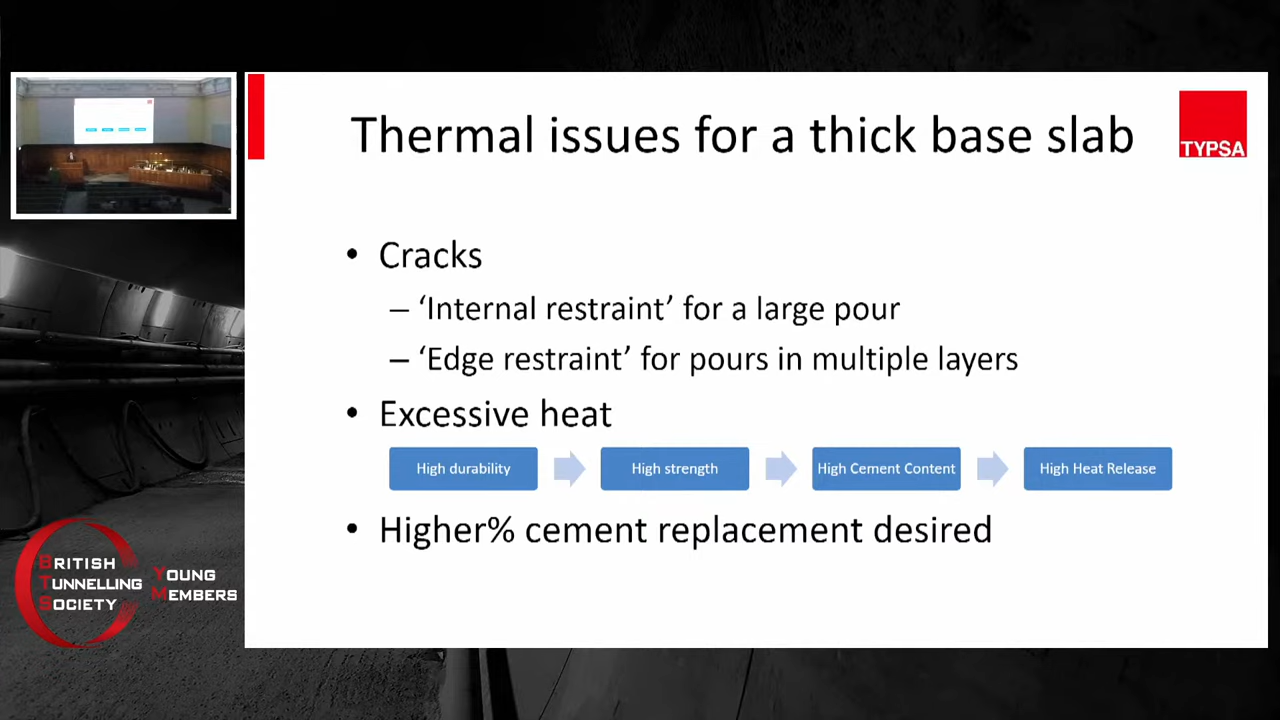 Thermal issues for a thick base slab
TYPSA
• Cracks
– ‘Internal restraint’ for a large pour
– ‘Edge restraint’ for pours in multiple layers
• Excessive heat
High durability
High strength
High Cement Content
High Heat Release
• Higher% cement replacement desired
BRITISH
TUNNELLING
SOCIETY
YOUNG
MEMBERS